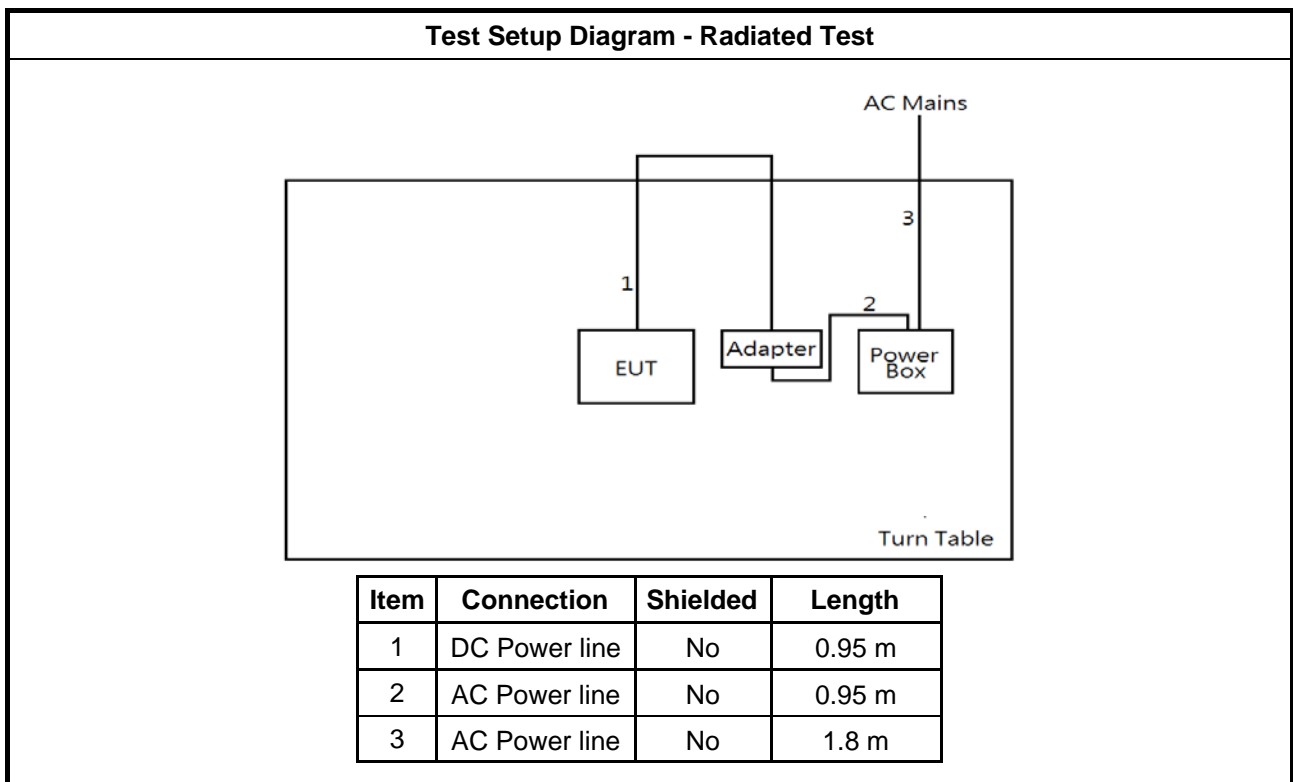 Test Setup Diagram - Radiated Test
AC Mains
3
1
2
EUT
Adapter
Power
Box
Turn Table
Item Connection Shielded Length
1 DC Power line No 0.95 m
2 AC Power line No 0.95 m
3 AC Power line No 1.8 m